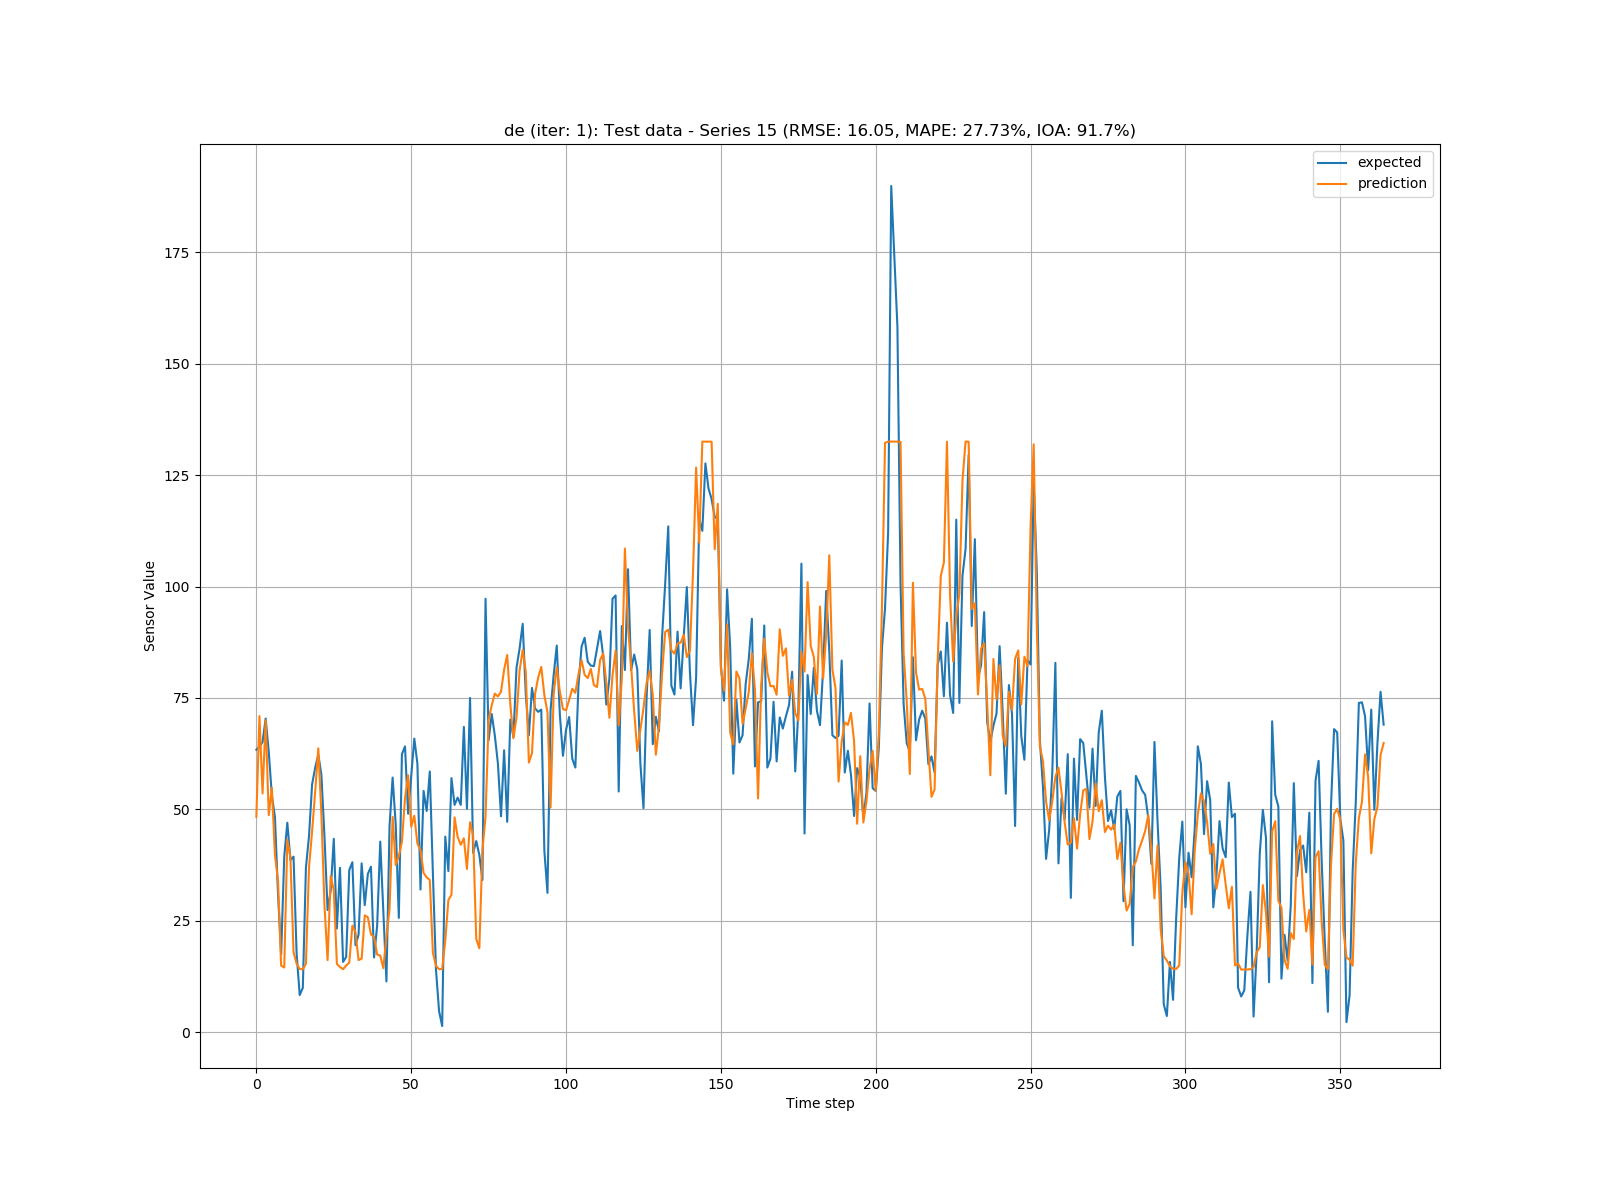 de (iter: 1): Test data - Series 15 (RMSE: 16.05, MAPE: 27.73%, IOA: 91.7%)
expected
prediction
175
150
125
100
75
50
25
0
Sensor Value
0 50 100 150 200 250 300 350
Time step